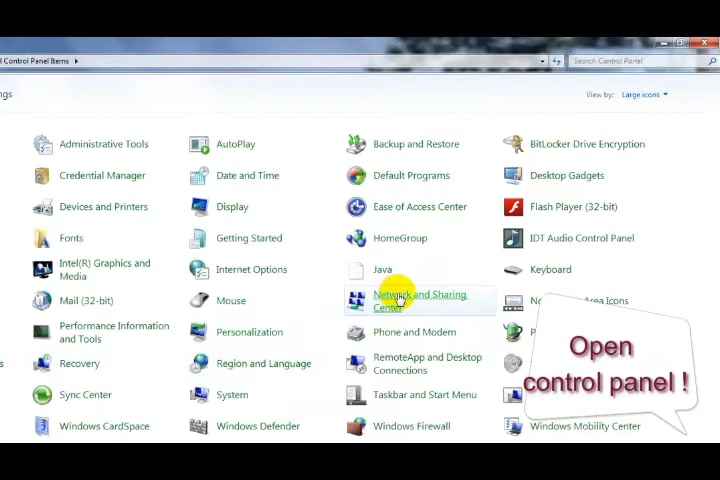 l Control Panel Items
Search Control Panel
ngs
View by: Large icons
Administrative Tools
AutoPlay
Backup and Restore
BitLocker Drive Encryption
Credential Manager
Date and Time
Default Programs
Desktop Gadgets
Devices and Printers
Display
Ease of Access Center
Flash Player (32-bit)
Fonts
Getting Started
HomeGroup
IDT Audio Control Panel
Intel(R) Graphics and
Media
Internet Options
Java
Keyboard
Mail (32-bit)
Mouse
Network and Sharing
Center
Area Icons
Performance Information
and Tools
Personalization
Phone and Modem
Recovery
Region and Language
RemoteApp and Desktop
Connections
Sync Center
System
Taskbar and Start Menu
Windows CardSpace
Windows Defender
Windows Firewall
Windows Mobility Center
Open
control panel !